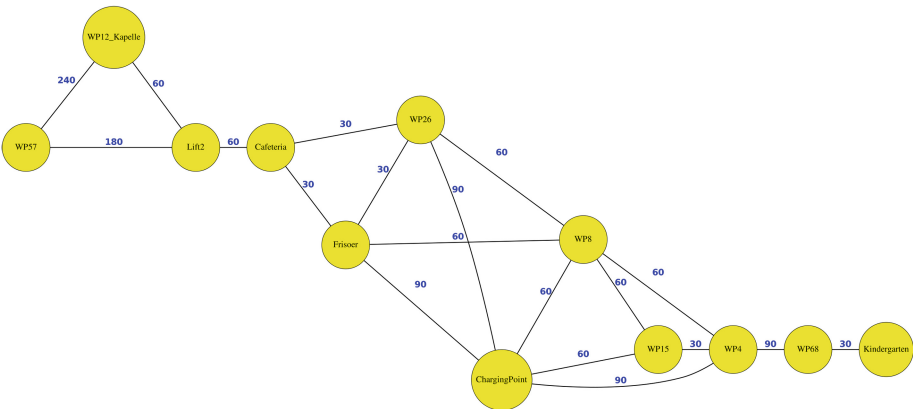 WP12_Kapelle
240
60
WP57
180
Lift2
60
Cafeteria
30
WP26
30
30
90
60
Frisoer
60
WP8
90
60
60
60
ChargingPoint
60
90
WP15
30
WP4
90
WP68
30
Kindergarten